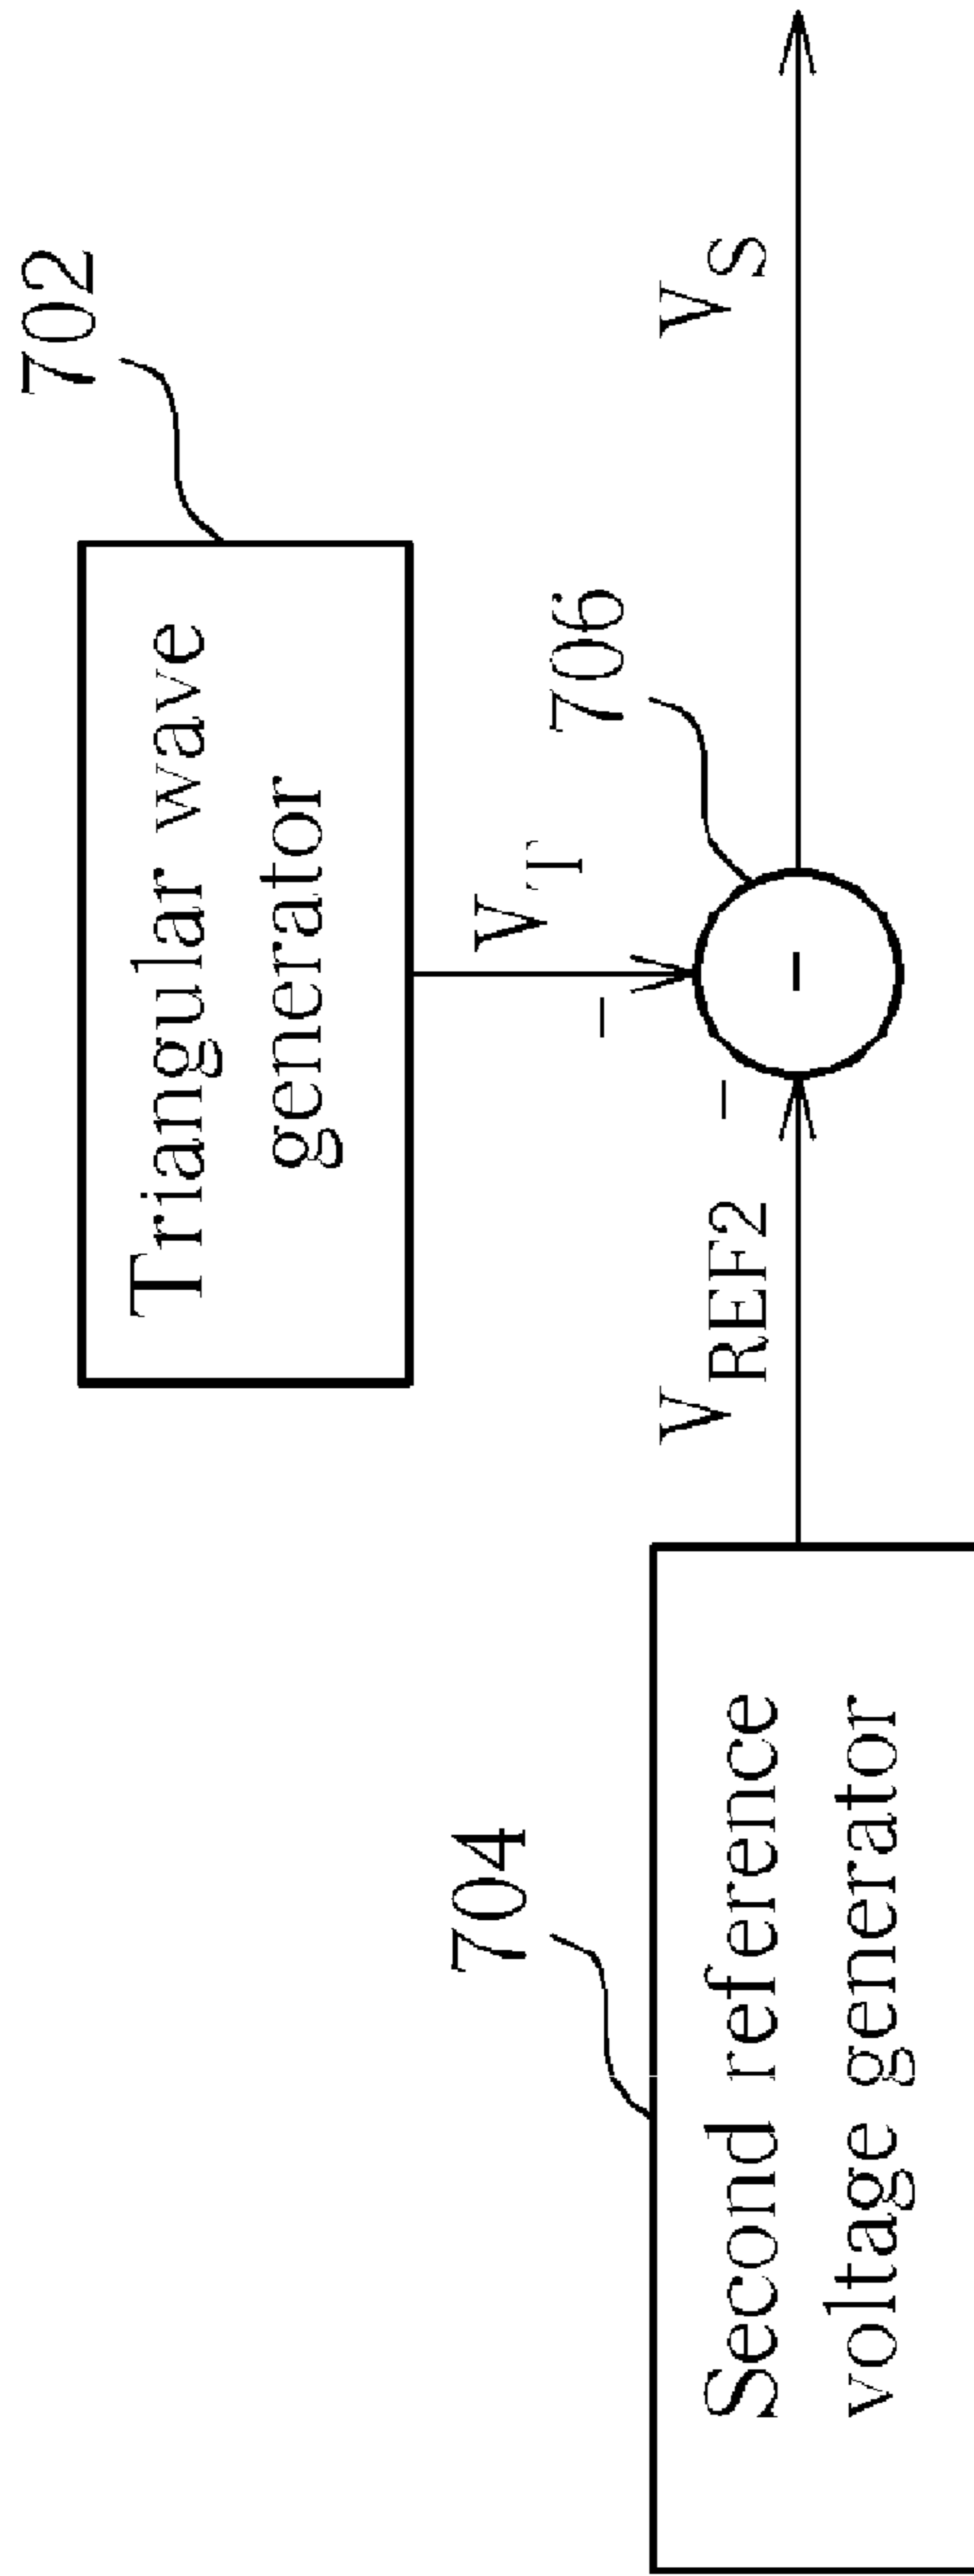 702
Triangular wave
generator
704
V_T
706
-
Second reference
voltage generator
V_REF2
-
-
V_S